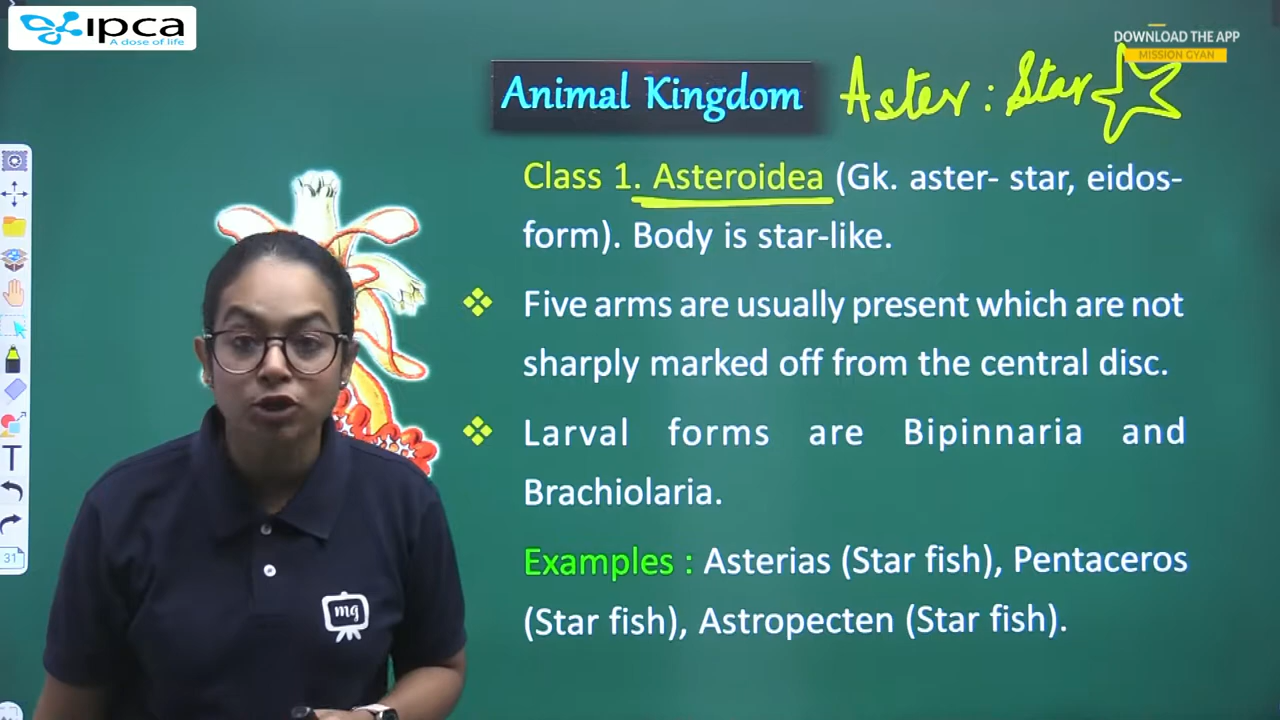 ipca
A dose of life
DOWNLOAD THE APP
MISSION GYAN
Animal Kingdom
Aster : Star
Class 1. Asteroidea (Gk. aster- star, eidos-
form). Body is star-like.
Five arms are usually present which are not
sharply marked off from the central disc.
Larval forms are Bipinnaria and
Brachiolaria.
Examples : Asterias (Star fish), Pentaceros
(Star fish), Astropecten (Star fish).
mg
T
31